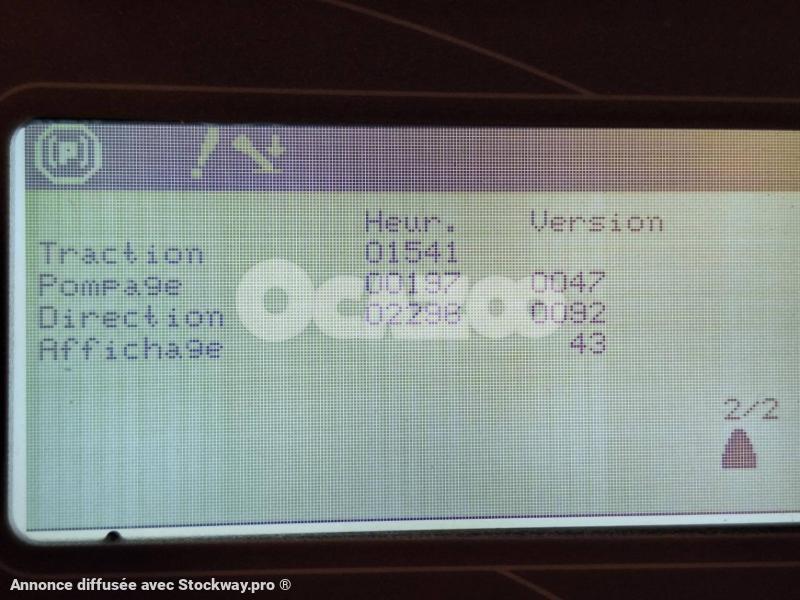 P
Heur. Version
Traction 01541
Pompage 00197 0047
Direction 02298 0092
Affichage 43
2/2
Ocazoo
Annonce diffusée avec Stockway.pro ®